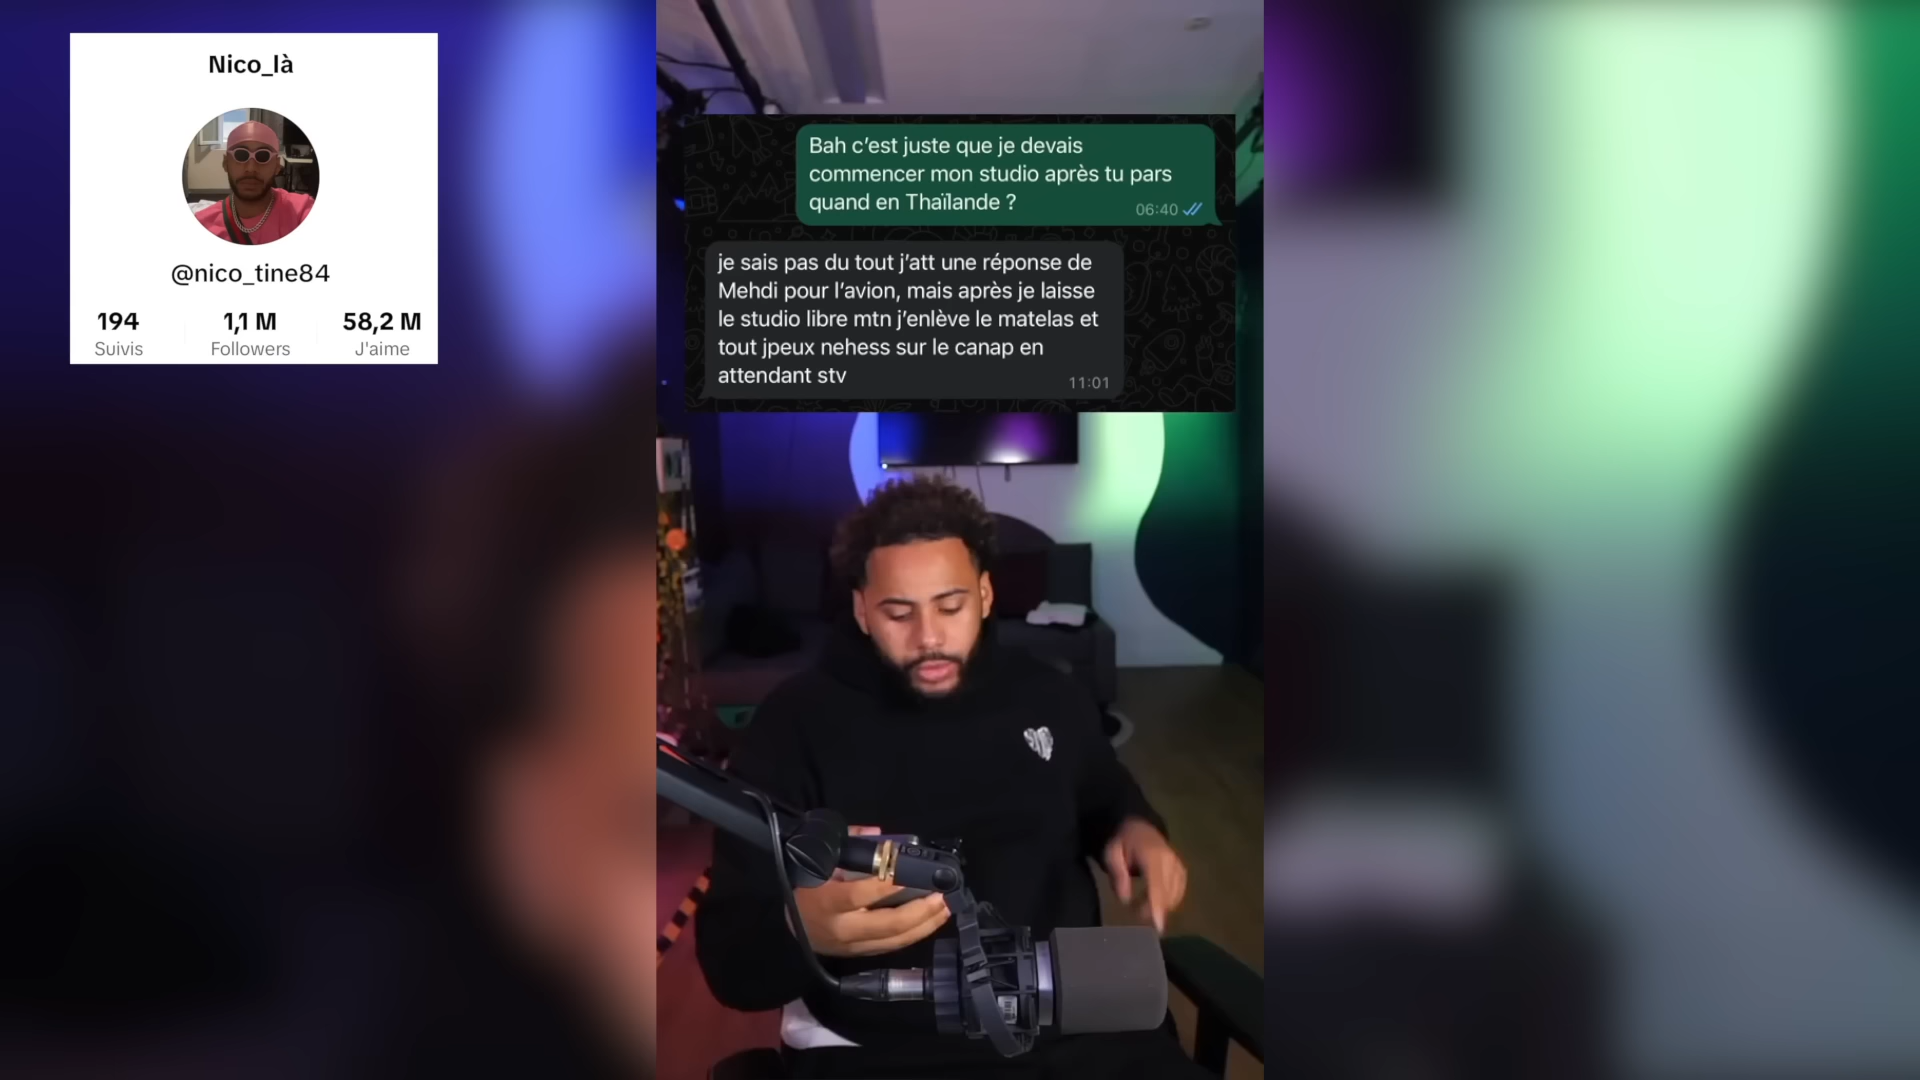 Nico_là
@nico_tine84
194
1,1 M
58,2 M
Suivis
Followers
J'aime
Bah c’est juste que je devais
commencer mon studio après tu pars
quand en Thaïlande ?
06:40
je sais pas du tout j’att une réponse de
Mehdi pour l’avion, mais après je laisse
le studio libre mtn j’enlève le matelas et
tout jpeux nehess sur le canap en
attendant stv
11:01